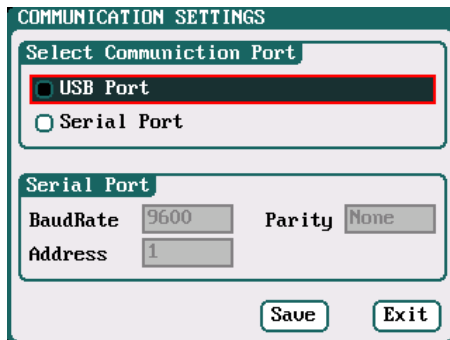 COMMUNICATION SETTINGS
Select Communiction Port
USB Port
Serial Port
Serial Port
BaudRate 9600 Parity None
Address 1
Save Exit